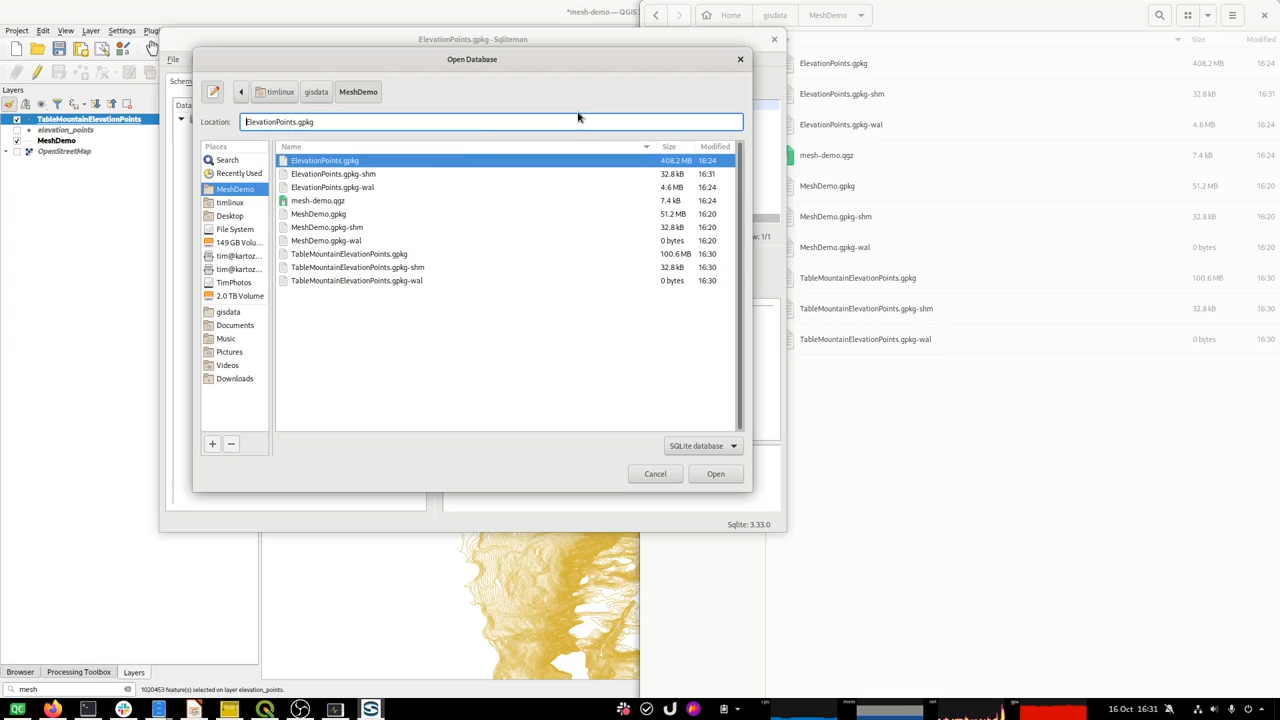 *mesh-demo — QGIS
Project Edit View Layer Settings Plug
Layers
TableMountainElevationPoints
elevation_points
MeshDemo
OpenStreetMap
Browser Processing Toolbox Layers
mesh
1020453 feature(s) selected on layer elevation_points.
ElevationPoints.gpkg - Sqliteman
File
Schem
Data
w: 1/1
Sqlite: 3.33.0
Open Database
timlinux gisdata MeshDemo
Location: ElevationPoints.gpkg
Places
Search
Recently Used
MeshDemo
timlinux
Desktop
File System
149 GB Volu...
tim@kartoz...
tim@kartoz...
TimPhotos
2.0 TB Volume
gisdata
Documents
Music
Pictures
Videos
Downloads
Name Size Modified
ElevationPoints.gpkg 408.2 MB 16:24
ElevationPoints.gpkg-shm 32.8 kB 16:31
ElevationPoints.gpkg-wal 4.6 MB 16:24
mesh-demo.qgz 7.4 kB 16:24
MeshDemo.gpkg 51.2 MB 16:20
MeshDemo.gpkg-shm 32.8 kB 16:20
MeshDemo.gpkg-wal 0 bytes 16:20
TableMountainElevationPoints.gpkg 100.6 MB 16:30
TableMountainElevationPoints.gpkg-shm 32.8 kB 16:30
TableMountainElevationPoints.gpkg-wal 0 bytes 16:30
SQLite database
Cancel Open
Home gisdata MeshDemo
Size Modified
ElevationPoints.gpkg 408.2 MB 16:24
ElevationPoints.gpkg-shm 32.8 kB 16:31
ElevationPoints.gpkg-wal 4.6 MB 16:24
mesh-demo.qgz 7.4 kB 16:24
MeshDemo.gpkg 51.2 MB 16:20
MeshDemo.gpkg-shm 32.8 kB 16:20
MeshDemo.gpkg-wal 0 bytes 16:20
TableMountainElevationPoints.gpkg 100.6 MB 16:30
TableMountainElevationPoints.gpkg-shm 32.8 kB 16:30
TableMountainElevationPoints.gpkg-wal 0 bytes 16:30
cpu mem net gpu
16 Oct 16:31